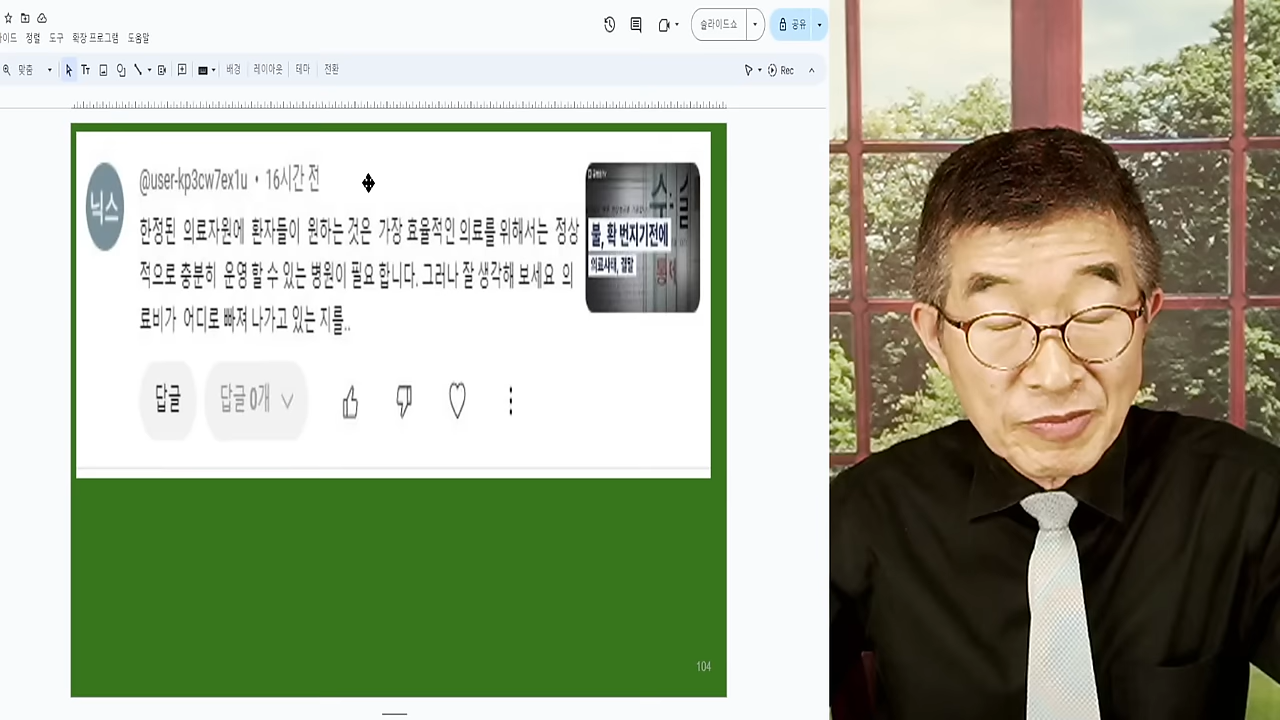 이드 정렬 도구 확장 프로그램 도움말
슬라이드쇼
공유
맞춤
배경 레이아웃 테마 전환
Rec
닉스
@user-kp3cw7ex1u • 16시간 전
한정된 의료자원에 환자들이 원하는 것은 가장 효율적인 의료를 위해서는 정상
적으로 충분히 운영 할 수 있는 병원이 필요 합니다. 그러나 잘 생각해 보세요 의
료비가 어디로 빠져 나가고 있는 지를..
불, 확 번지기전에
의료사태, 결말
답글
답글 0개
104